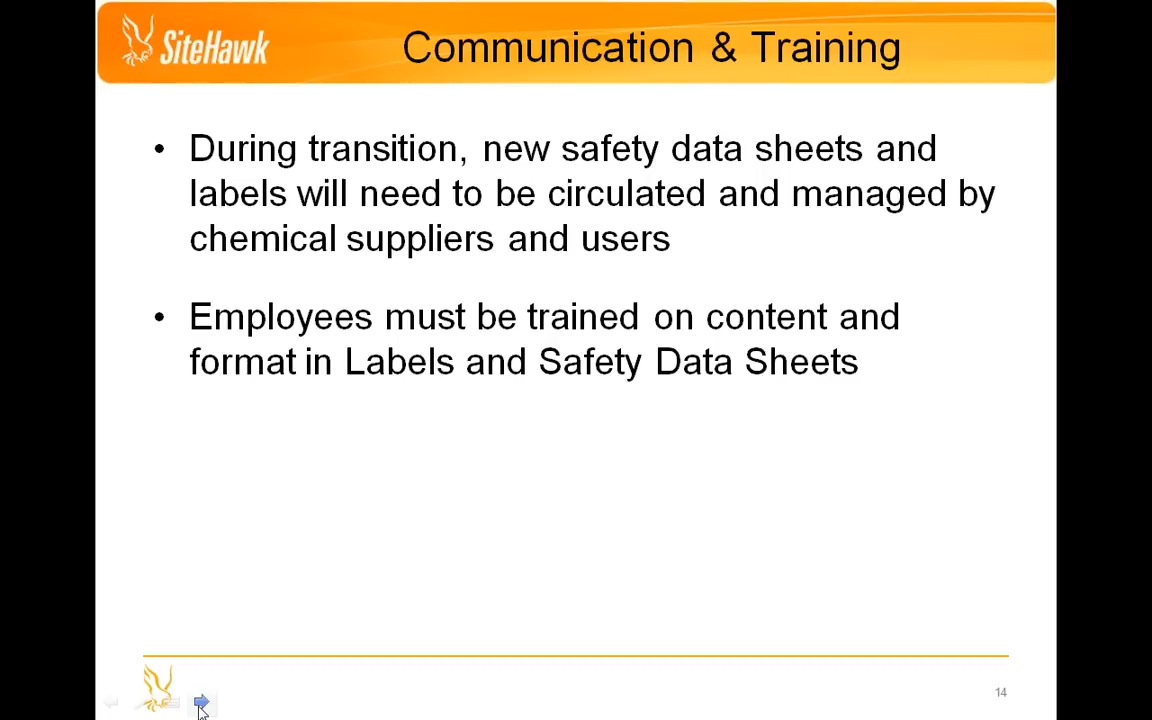 SiteHawk
Communication & Training
• During transition, new safety data sheets and
labels will need to be circulated and managed by
chemical suppliers and users
• Employees must be trained on content and
format in Labels and Safety Data Sheets
14